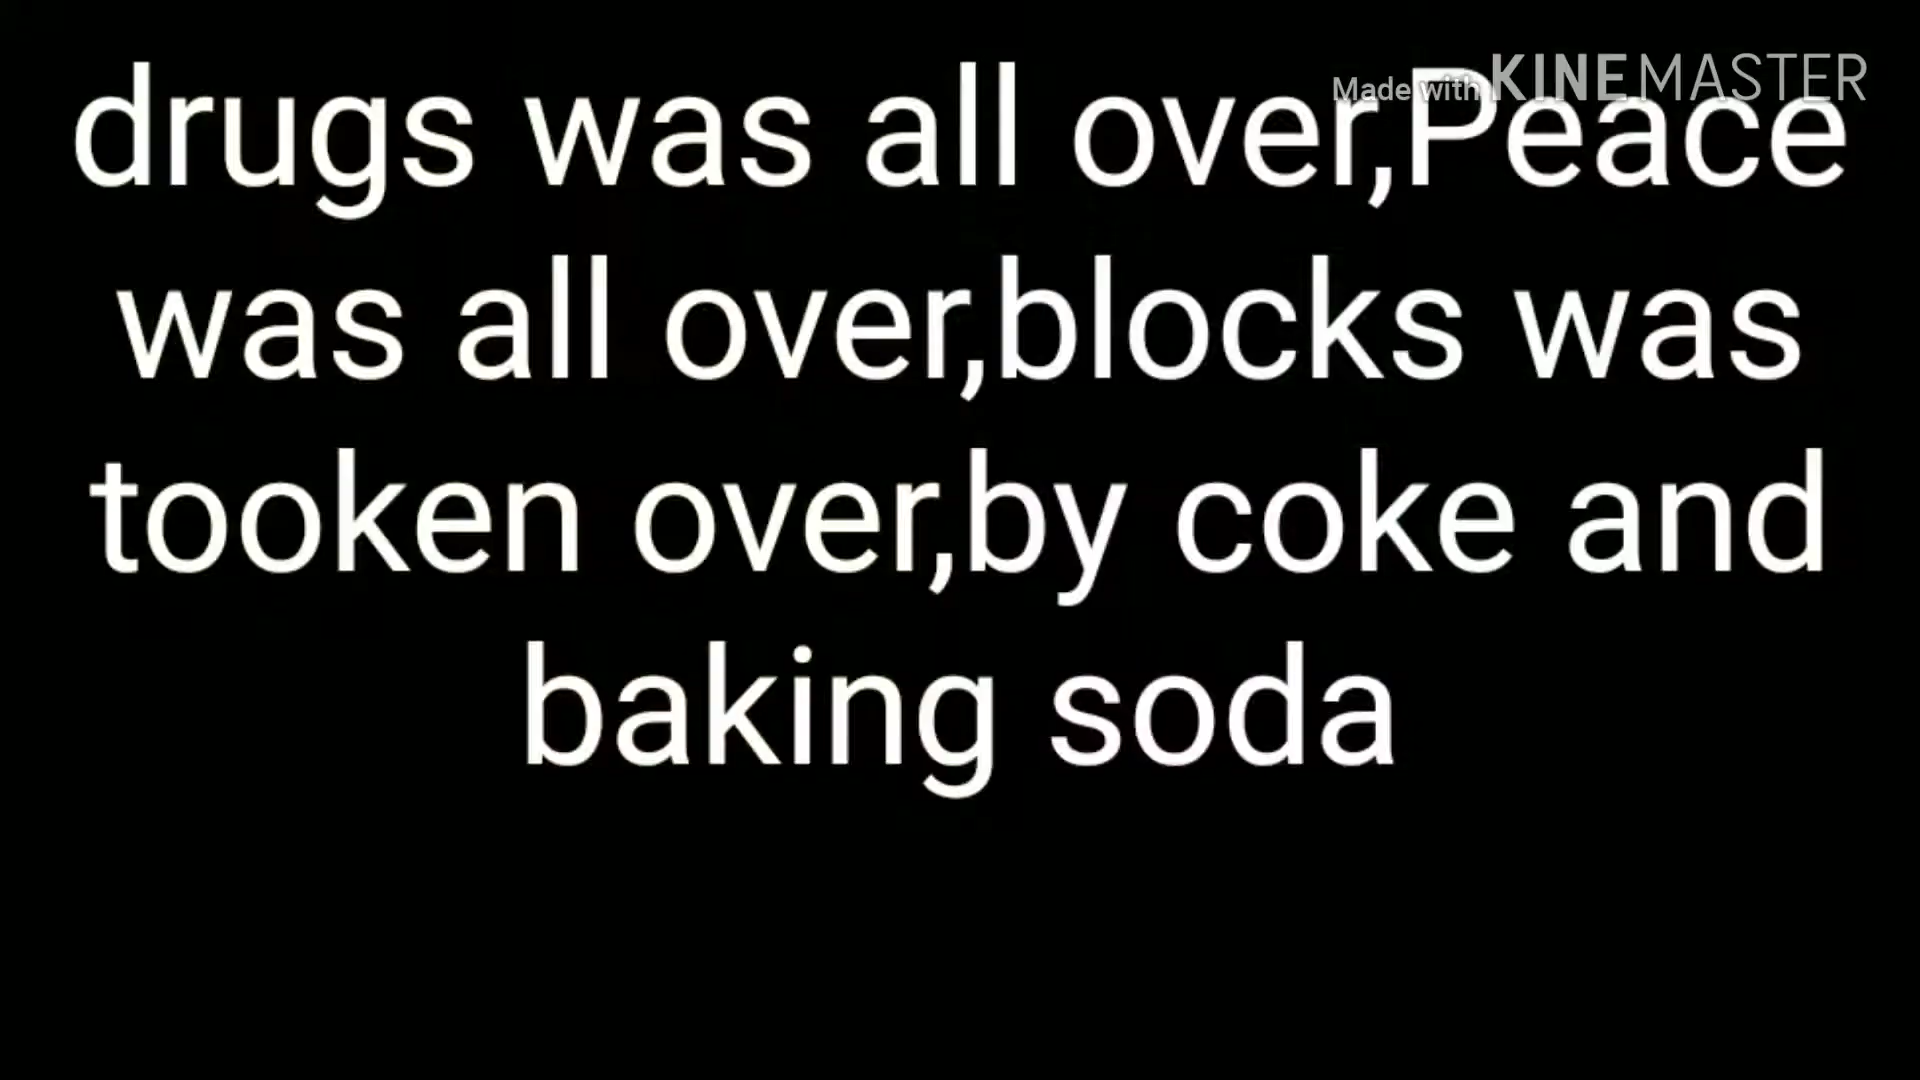 Made with KINEMASTER
drugs was all over,Peace
was all over,blocks was
tooken over,by coke and
baking soda